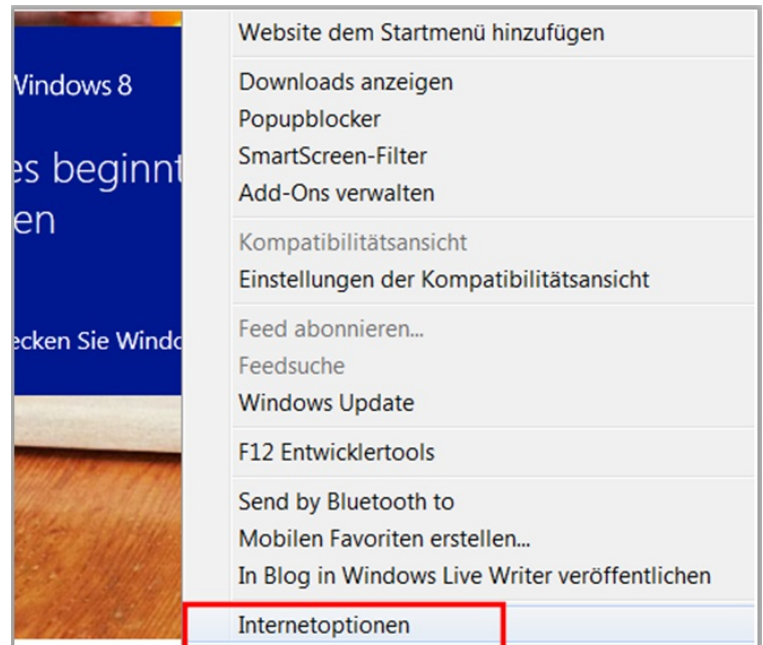 Website dem Startmenü hinzufügen
Windows 8
Downloads anzeigen
Popupblocker
SmartScreen-Filter
es beginnt
Add-Ons verwalten
en
Kompatibilitätsansicht
Einstellungen der Kompatibilitätsansicht
Feed abonnieren...
ecken Sie Windo
Feedsuche
Windows Update
F12 Entwicklertools
Send by Bluetooth to
Mobilen Favoriten erstellen...
In Blog in Windows Live Writer veröffentlichen
Internetoptionen